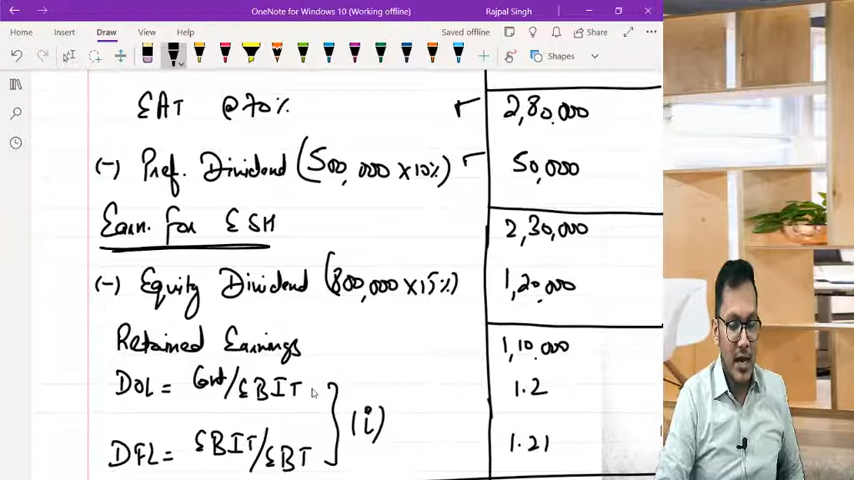 OneNote for Windows 10 (Working offline)
Rajpal Singh
Home Insert Draw View Help
Saved offline
Share
Shapes
EAT @70% 2,80,000
(-) Pref. Dividend (500,000 x 10%) 50,000
Earn. for ESH 2,30,000
(-) Equity Dividend (800,000 x 15%) 1,20,000
Retained Earnings 1,10,000
DOL = Cont/EBIT 1.2
(i)
DFL = EBIT/EBT 1.21